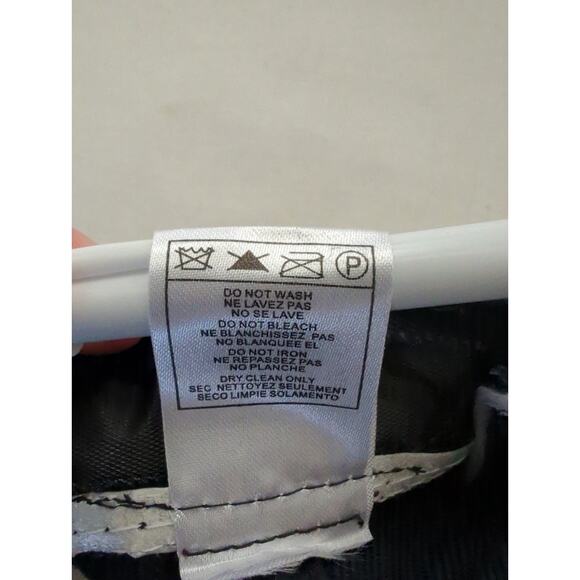 P
DO NOT WASH
NE LAVEZ PAS
NO SE LAVE
DO NOT BLEACH
NE BLANCHISSEZ PAS
NO BLANQUEE EL
DO NOT IRON
NE REPASSEZ PAS
NO PLANCHE
DRY CLEAN ONLY
SEC NETTOYEZ SEULEMENT
SECO LIMPIE SOLAMENTO